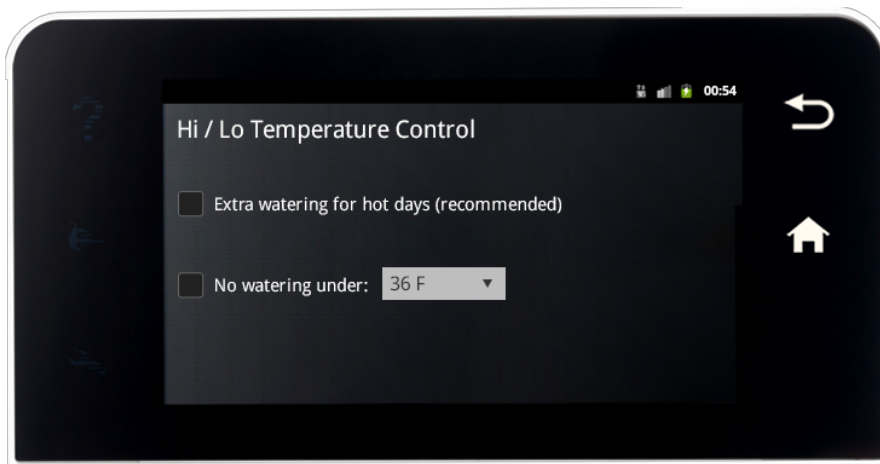 00:54
Hi / Lo Temperature Control
Extra watering for hot days (recommended)
No watering under: 36 F